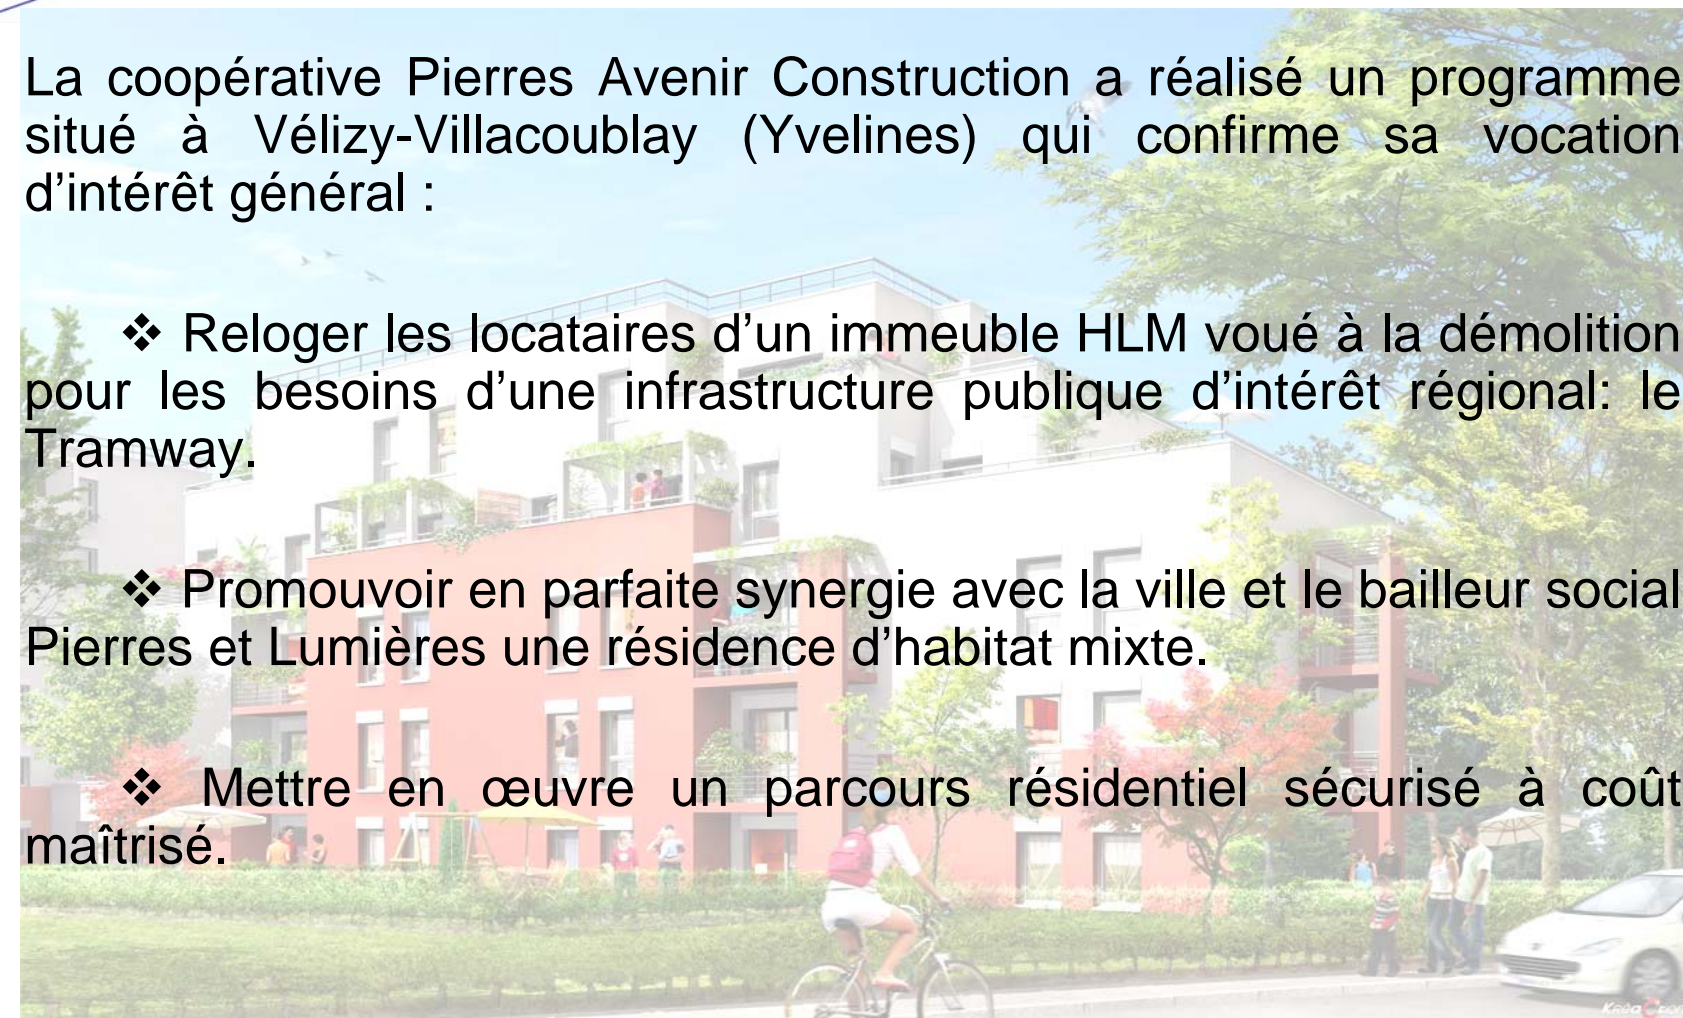 La coopérative Pierres Avenir Construction a réalisé un programme
situé à Vélizy-Villacoublay (Yvelines) qui confirme sa vocation
d’intérêt général :
❖ Reloger les locataires d’un immeuble HLM voué à la démolition
pour les besoins d’une infrastructure publique d’intérêt régional: le
Tramway.
❖ Promouvoir en parfaite synergie avec la ville et le bailleur social
Pierres et Lumières une résidence d’habitat mixte.
❖ Mettre en œuvre un parcours résidentiel sécurisé à coût
maîtrisé.